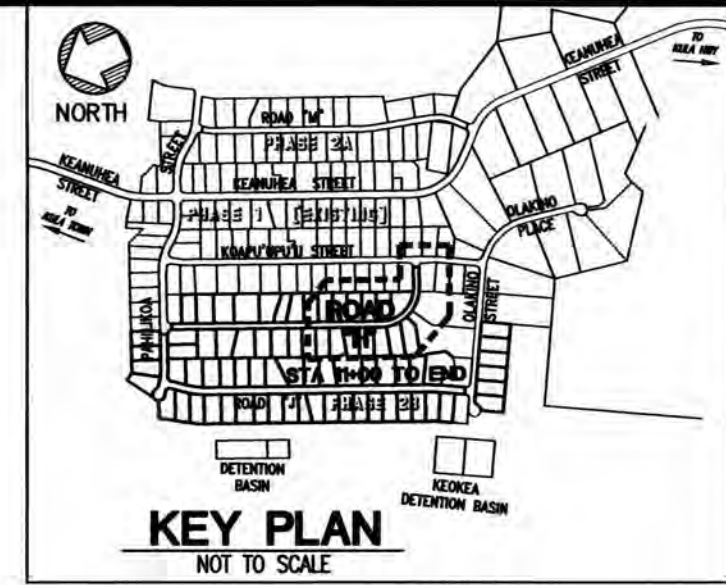 NORTH
TO
KULA HWY
KEANUHEA
STREET
ROAD "M"
PHASE 2A
STREET
KEANUHEA
STREET
TO
KULA TOWN
KEANUHEA STREET
PHASE 1 (EXISTING)
OLAKINO
PLACE
KOAPU'UPU'U STREET
PAHILIKOA
ROAD
"H"
OLAKINO
STREET
STA 11+00 TO END
ROAD "J" PHASE 2B
DETENTION
BASIN
KEOKEA
DETENTION BASIN
KEY PLAN
NOT TO SCALE